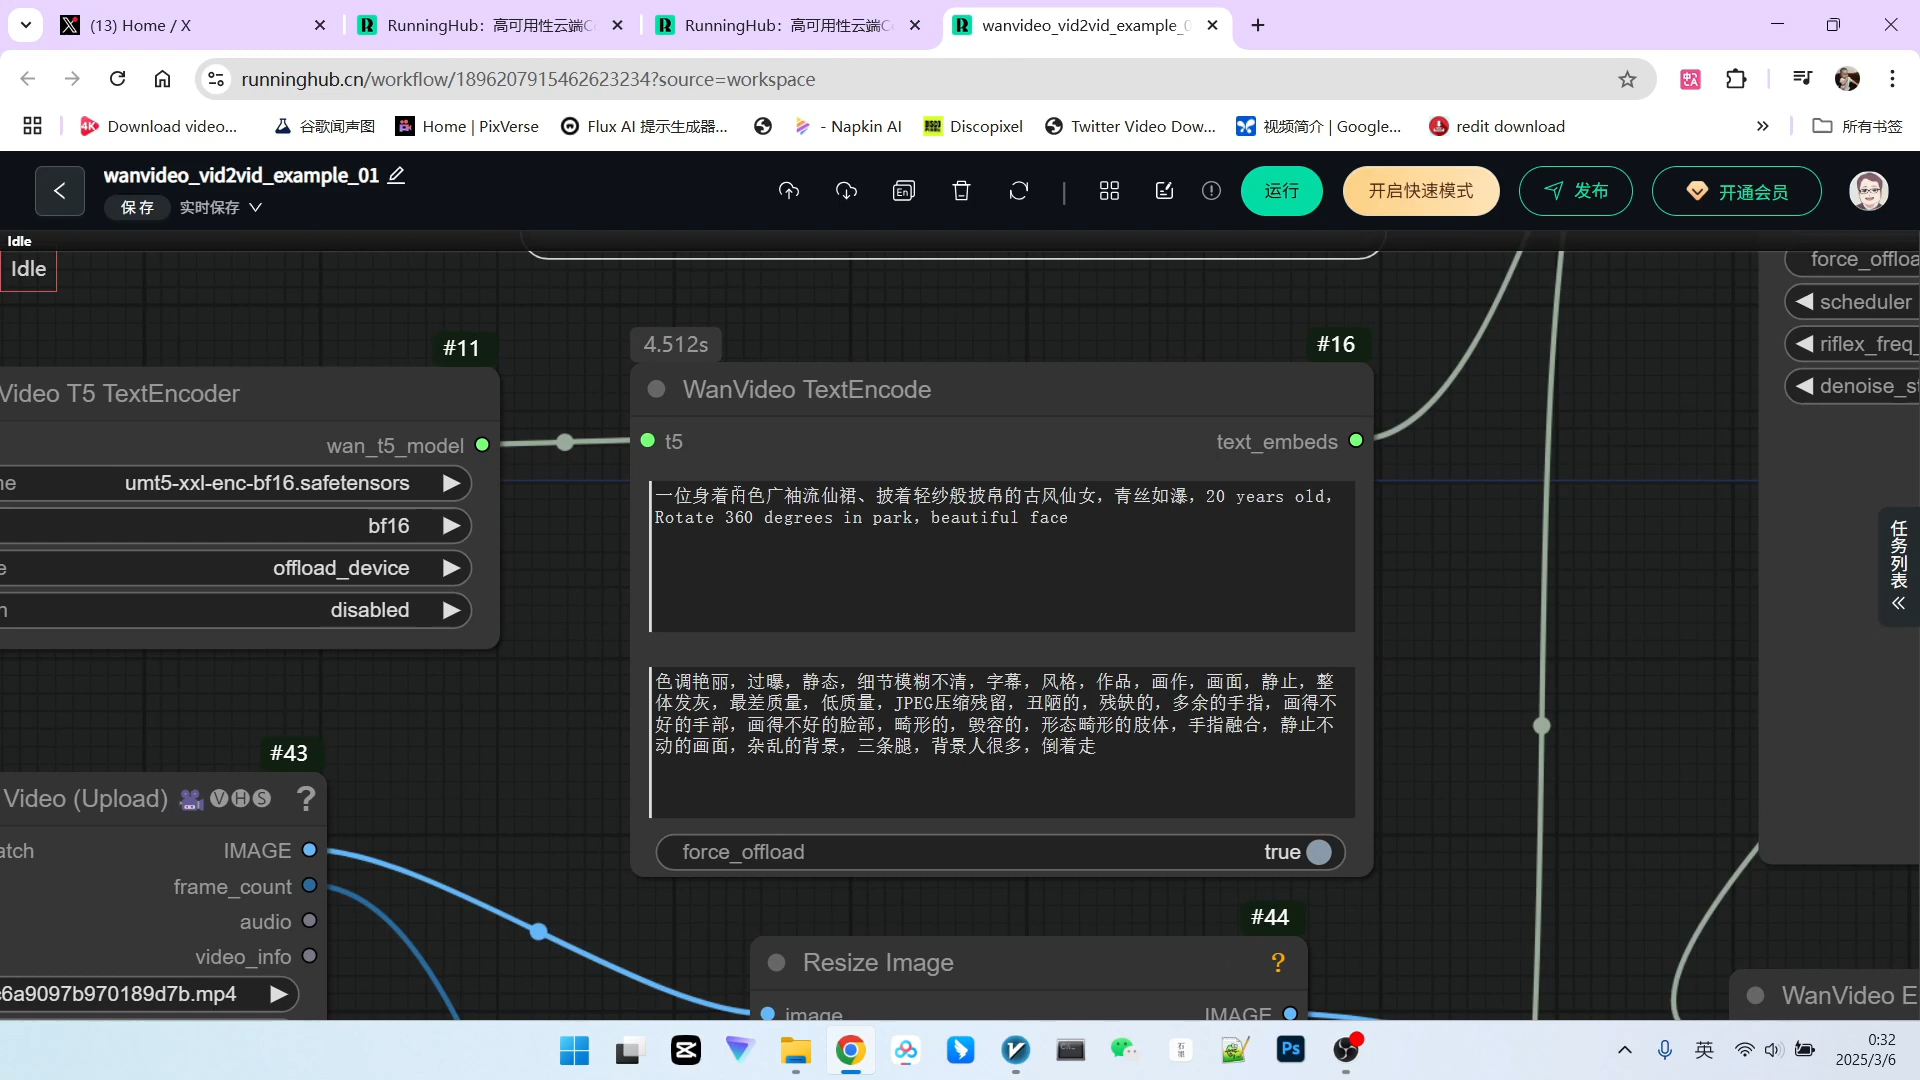 (13) Home / X
RunningHub：高可用性云端C
RunningHub：高可用性云端C
wanvideo_vid2vid_example_0
runninghub.cn/workflow/1896207915462623234?source=workspace
Download video...
谷歌闻声图
Home | PixVerse
Flux AI 提示生成器...
- Napkin AI
Discopixel
Twitter Video Dow...
视频简介 | Google...
redit download
所有书签
wanvideo_vid2vid_example_01
保存 实时保存
运行
开启快速模式
发布
开通会员
Idle
Idle
#11
Video T5 TextEncoder
wan_t5_model
umt5-xxl-enc-bf16.safetensors
bf16
offload_device
disabled
4.512s
#16
WanVideo TextEncode
t5
text_embeds
一位身着月色广袖流仙裙、披着轻纱般披帛的古风仙女，青丝如瀑，20 years old，
Rotate 360 degrees in park，beautiful face
色调艳丽，过曝，静态，细节模糊不清，字幕，风格，作品，画作，画面，静止，整
体发灰，最差质量，低质量，JPEG压缩残留，丑陋的，残缺的，多余的手指，画得不
好的手部，画得不好的脸部，畸形的，毁容的，形态畸形的肢体，手指融合，静止不
动的画面，杂乱的背景，三条腿，背景人很多，倒着走
force_offload
true
force_offloa
scheduler
riflex_freq_
denoise_s
任务列表
#43
Video (Upload) VHS ?
atch
IMAGE
frame_count
audio
video_info
c6a9097b970189d7b.mp4
#44
Resize Image
?
image
IMAGE
WanVideo E
英
Ps
0:32
2025/3/6